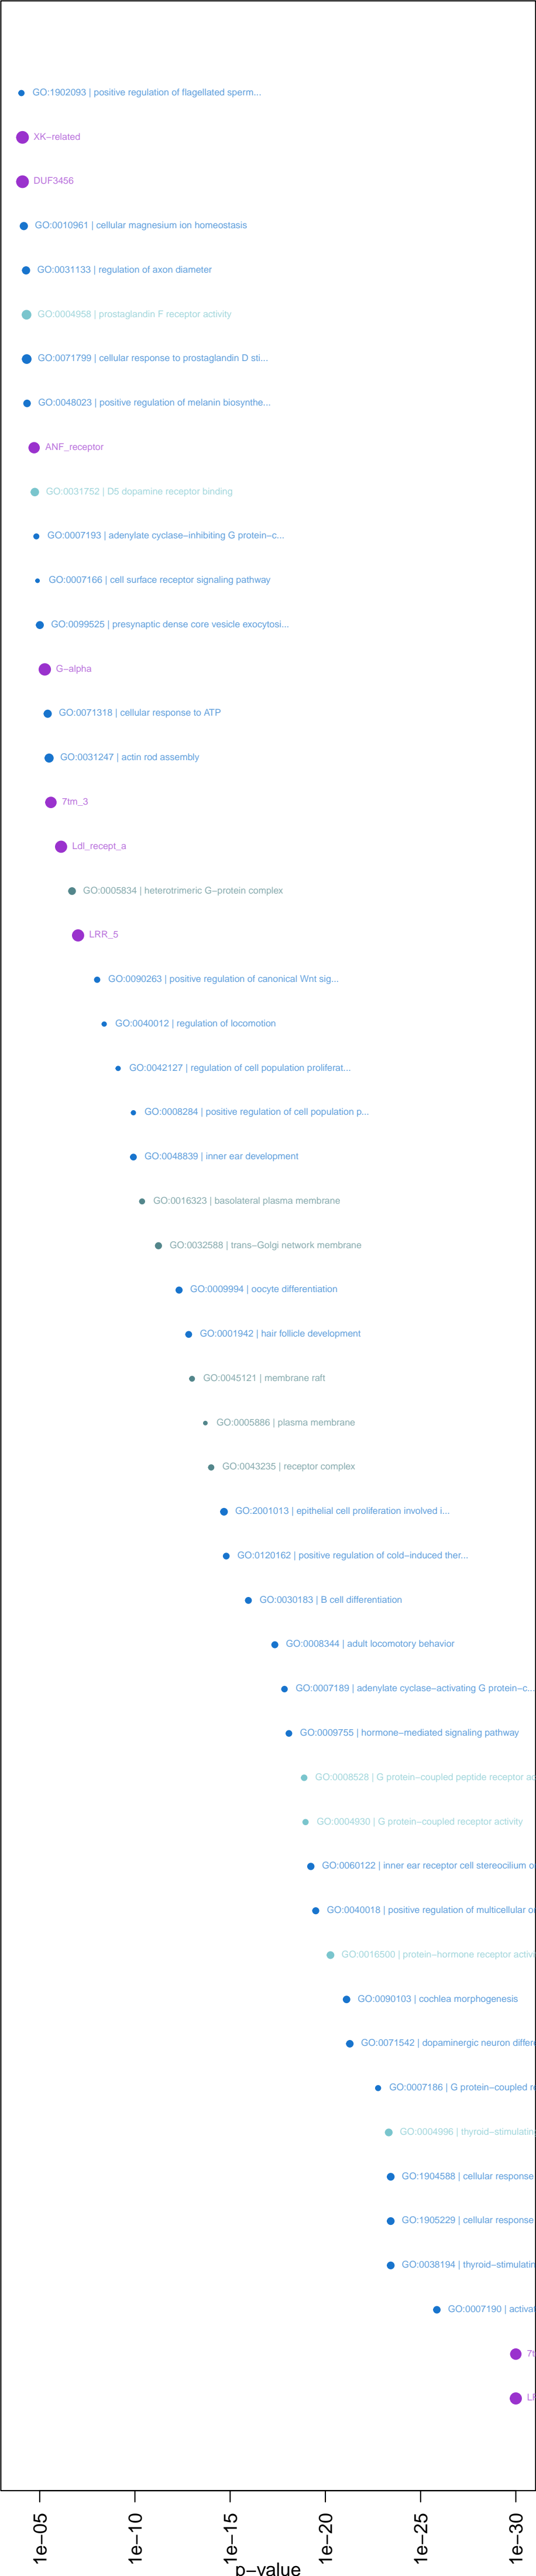 GO:1902093 | positive regulation of flagellated sperm...
XK−related
DUF3456
GO:0010961 | cellular magnesium ion homeostasis
GO:0031133 | regulation of axon diameter
GO:0004958 | prostaglandin F receptor activity
GO:0071799 | cellular response to prostaglandin D sti...
GO:0048023 | positive regulation of melanin biosynthe...
ANF_receptor
GO:0031752 | D5 dopamine receptor binding
GO:0007193 | adenylate cyclase−inhibiting G protein−c...
GO:0007166 | cell surface receptor signaling pathway
GO:0099525 | presynaptic dense core vesicle exocytosi...
G−alpha
GO:0071318 | cellular response to ATP
GO:0031247 | actin rod assembly
7tm_3
Ldl_recept_a
GO:0005834 | heterotrimeric G−protein complex
LRR_5
GO:0090263 | positive regulation of canonical Wnt sig...
GO:0040012 | regulation of locomotion
GO:0042127 | regulation of cell population proliferat...
GO:0008284 | positive regulation of cell population p...
GO:0048839 | inner ear development
GO:0016323 | basolateral plasma membrane
GO:0032588 | trans−Golgi network membrane
GO:0009994 | oocyte differentiation
GO:0001942 | hair follicle development
GO:0045121 | membrane raft
GO:0005886 | plasma membrane
GO:0043235 | receptor complex
GO:2001013 | epithelial cell proliferation involved i...
GO:0120162 | positive regulation of cold−induced ther...
GO:0030183 | B cell differentiation
GO:0008344 | adult locomotory behavior
GO:0007189 | adenylate cyclase−activating G protein−c...
GO:0009755 | hormone−mediated signaling pathway
GO:0008528 | G protein−coupled peptide receptor ac
GO:0004930 | G protein−coupled receptor activity
GO:0060122 | inner ear receptor cell stereocilium o
GO:0040018 | positive regulation of multicellular o
GO:0016500 | protein−hormone receptor activi
GO:0090103 | cochlea morphogenesis
GO:0071542 | dopaminergic neuron differe
GO:0007186 | G protein−coupled re
GO:0004996 | thyroid−stimulatin
GO:1904588 | cellular response
GO:1905229 | cellular response
GO:0038194 | thyroid−stimulatin
GO:0007190 | activat
7t
LR
1e−05
1e−10
1e−15
1e−20
1e−25
1e−30
p−value